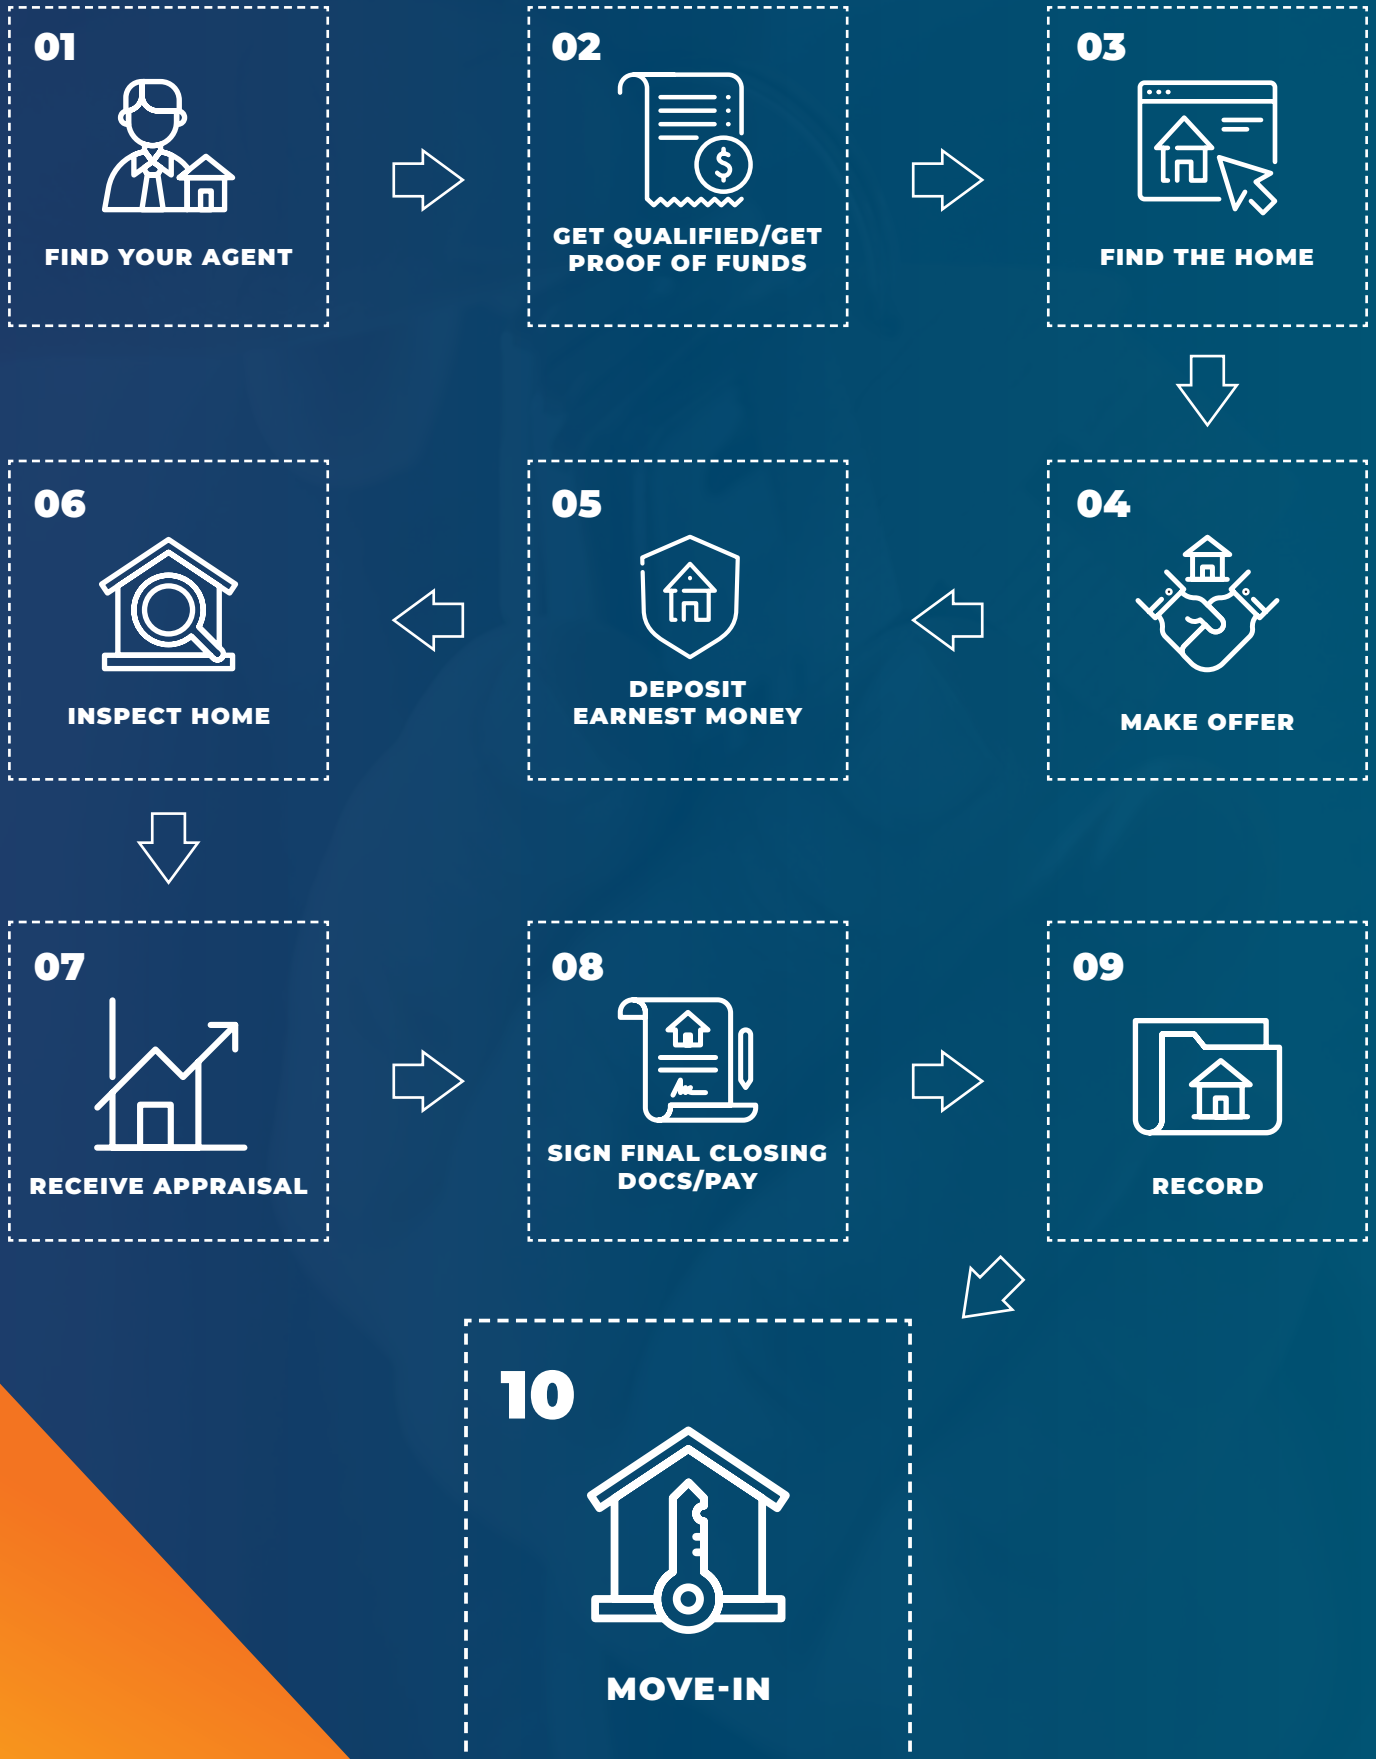 01
FIND YOUR AGENT
02
GET QUALIFIED/GET
PROOF OF FUNDS
03
FIND THE HOME
04
MAKE OFFER
05
DEPOSIT
EARNEST MONEY
06
INSPECT HOME
07
RECEIVE APPRAISAL
08
SIGN FINAL CLOSING
DOCS/PAY
09
RECORD
10
MOVE-IN